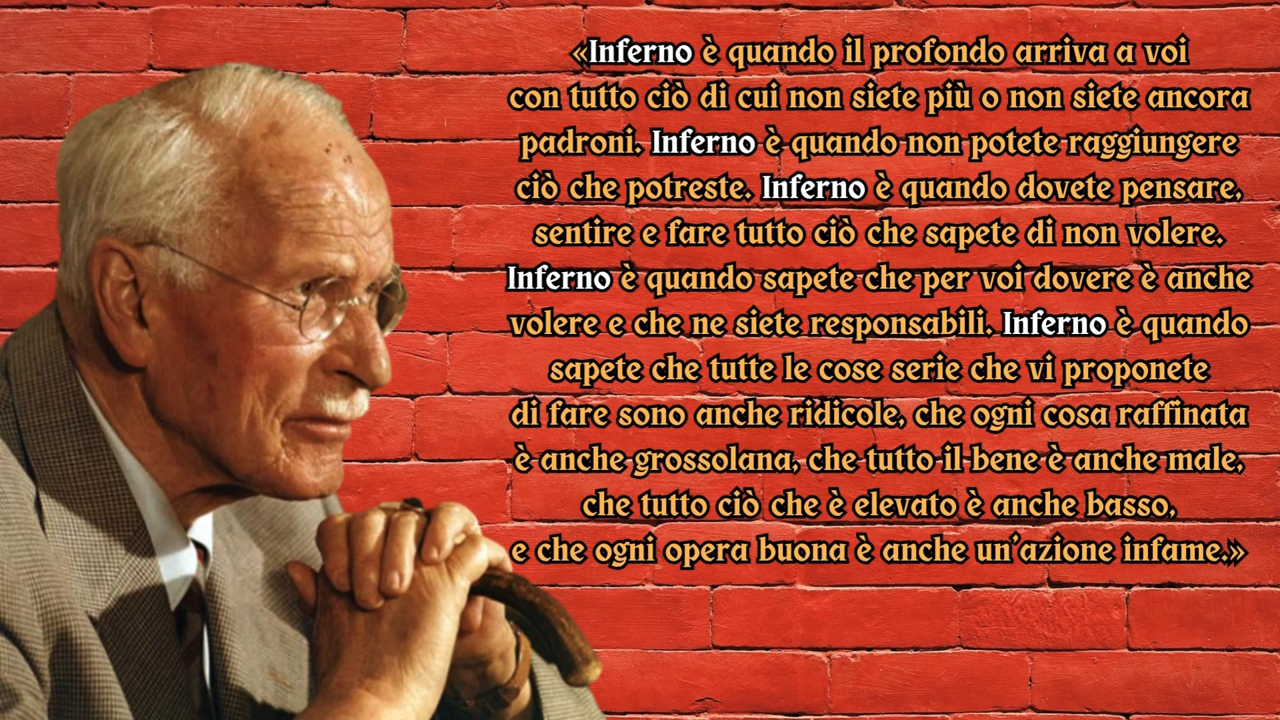 «Inferno è quando il profondo arriva a voi
con tutto ciò di cui non siete più o non siete ancora
padroni. Inferno è quando non potete raggiungere
ciò che potreste. Inferno è quando dovete pensare,
sentire e fare tutto ciò che sapete di non volere.
Inferno è quando sapete che per voi dovere è anche
volere e che ne siete responsabili. Inferno è quando
sapete che tutte le cose serie che vi proponete
di fare sono anche ridicole, che ogni cosa raffinata
è anche grossolana, che tutto il bene è anche male,
che tutto ciò che è elevato è anche basso,
e che ogni opera buona è anche un'azione infame.»